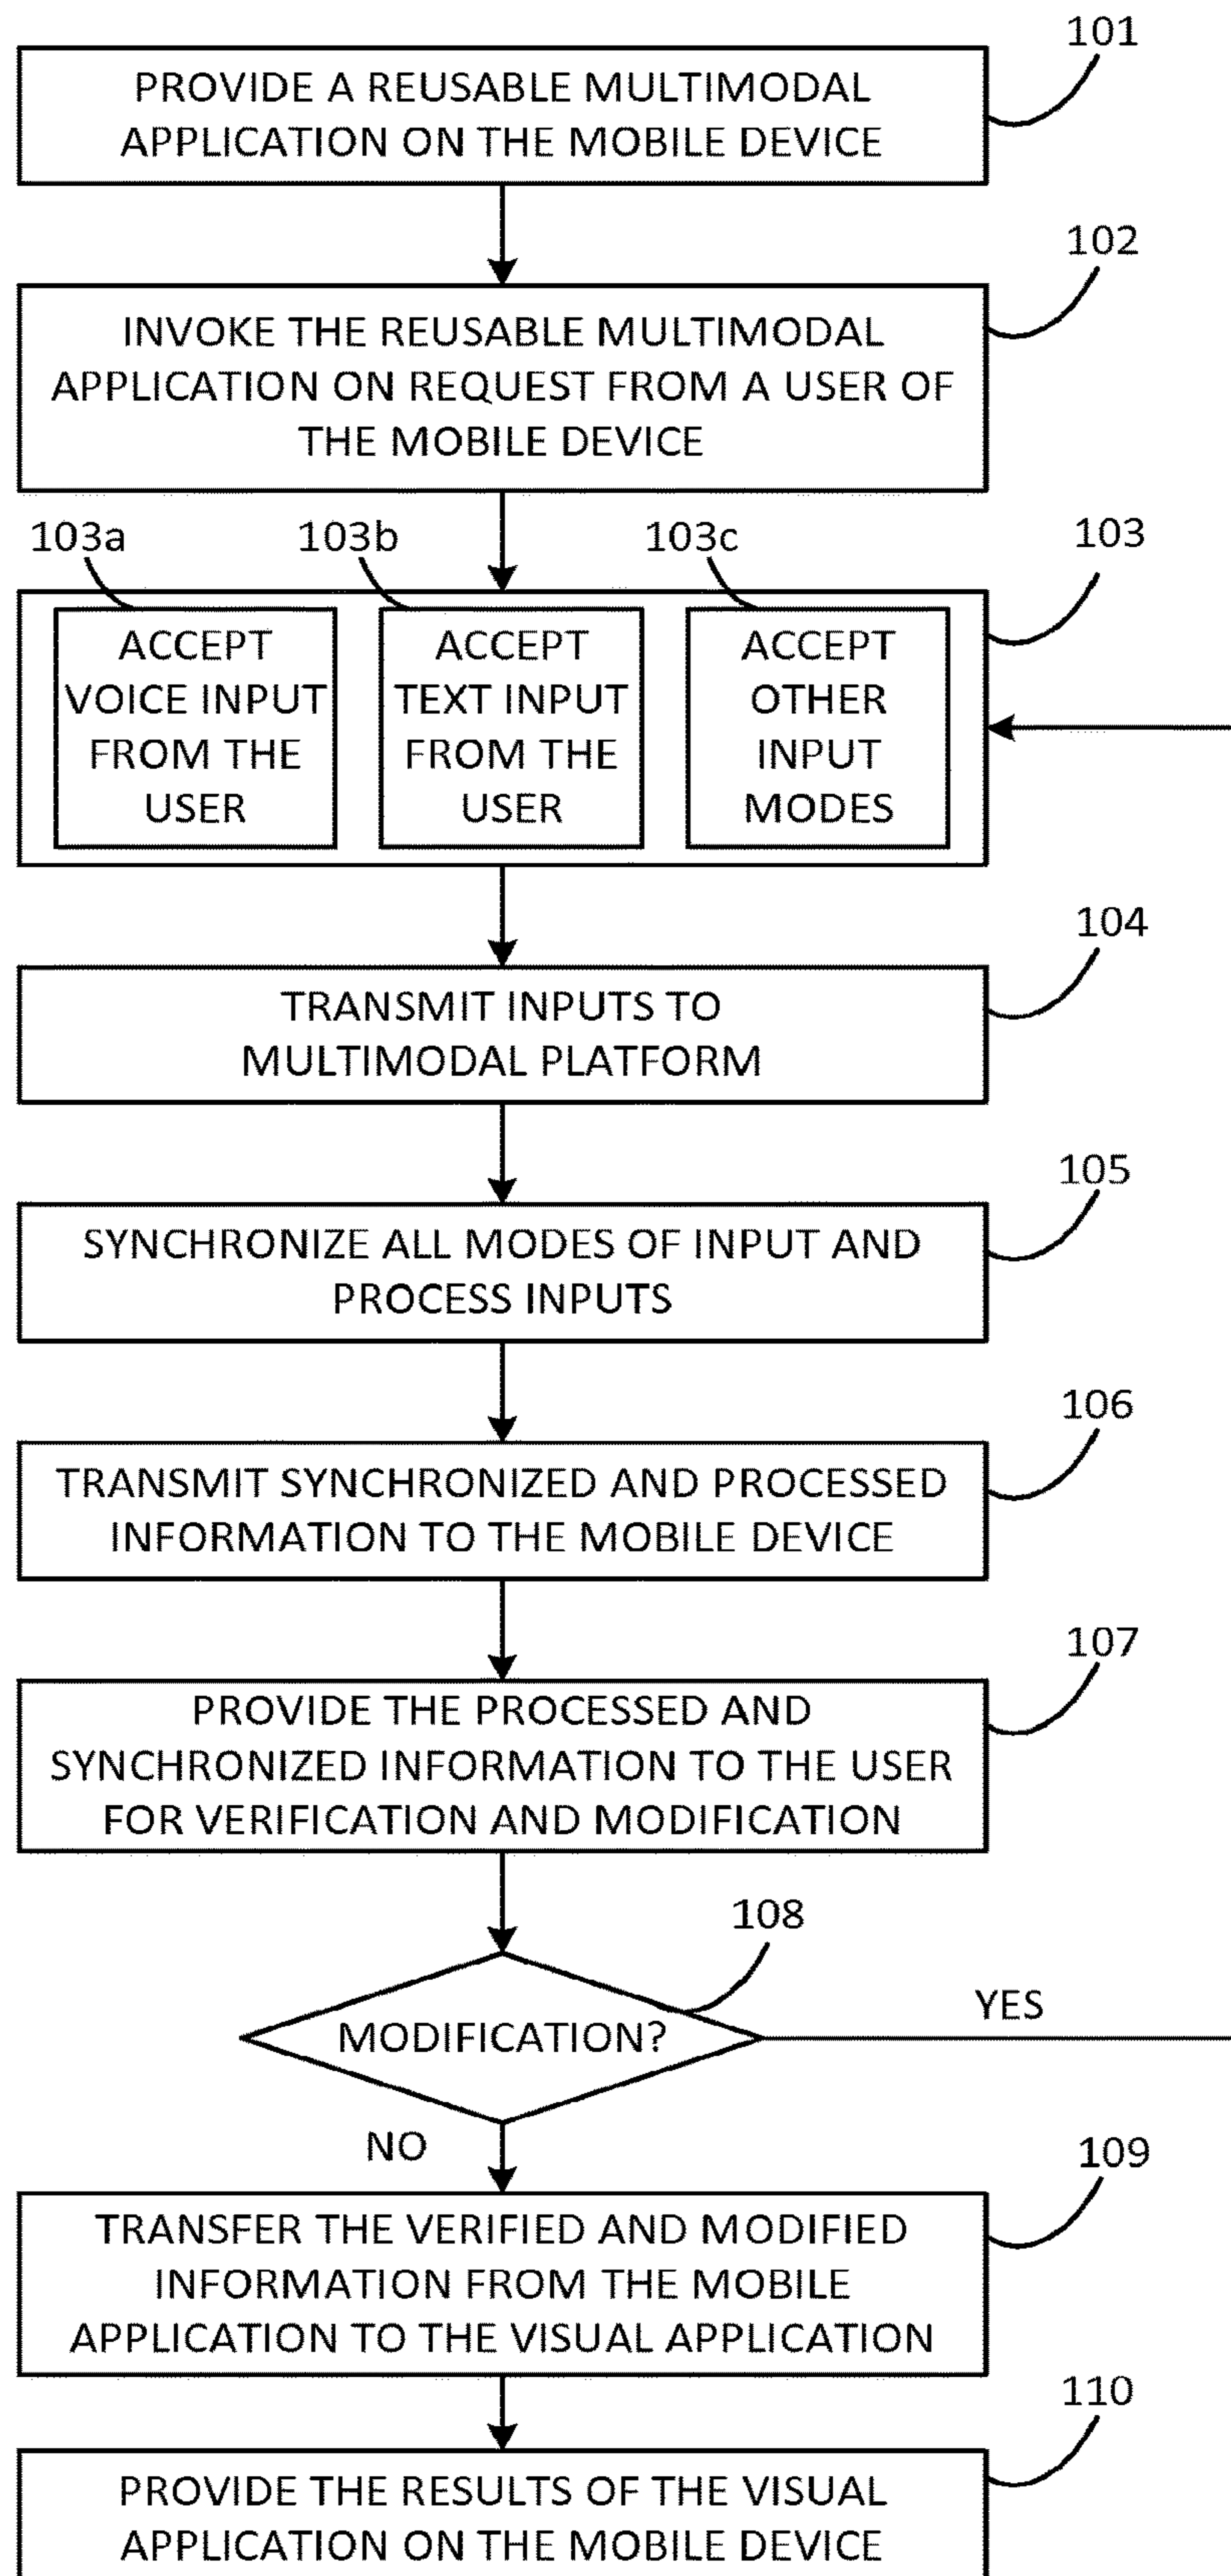 101
PROVIDE A REUSABLE MULTIMODAL
APPLICATION ON THE MOBILE DEVICE
102
INVOKE THE REUSABLE MULTIMODAL
APPLICATION ON REQUEST FROM A USER OF
THE MOBILE DEVICE
103
103a
103b
103c
ACCEPT
VOICE INPUT
FROM THE
USER
ACCEPT
TEXT INPUT
FROM THE
USER
ACCEPT
OTHER
INPUT
MODES
104
TRANSMIT INPUTS TO
MULTIMODAL PLATFORM
105
SYNCHRONIZE ALL MODES OF INPUT AND
PROCESS INPUTS
106
TRANSMIT SYNCHRONIZED AND PROCESSED
INFORMATION TO THE MOBILE DEVICE
107
PROVIDE THE PROCESSED AND
SYNCHRONIZED INFORMATION TO THE USER
FOR VERIFICATION AND MODIFICATION
108
MODIFICATION?
YES
NO
109
TRANSFER THE VERIFIED AND MODIFIED
INFORMATION FROM THE MOBILE
APPLICATION TO THE VISUAL APPLICATION
110
PROVIDE THE RESULTS OF THE VISUAL
APPLICATION ON THE MOBILE DEVICE